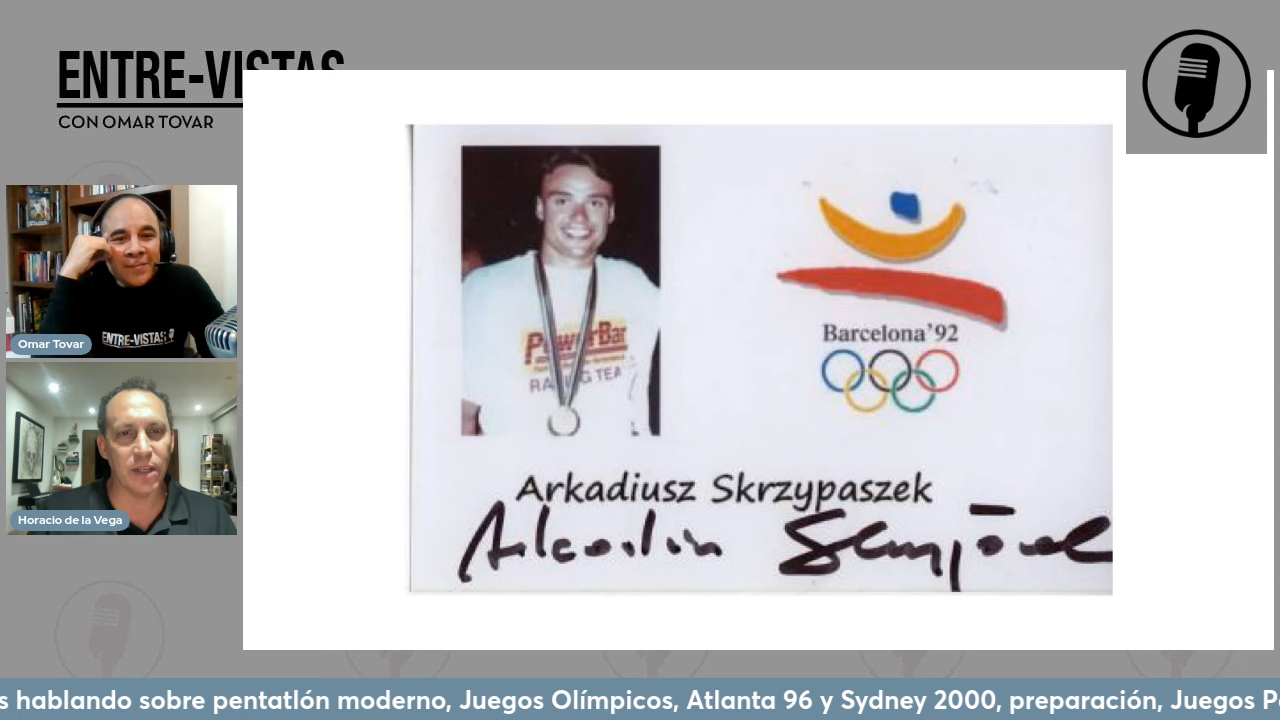 ENTRE-VISTAS
CON OMAR TOVAR
ENTRE-VISTAS
Omar Tovar
Horacio de la Vega
PowerBar
RACING TEA
Barcelona'92
Arkadiusz Skrzypaszek
s hablando sobre pentatlón moderno, Juegos Olímpicos, Atlanta 96 y Sydney 2000, preparación, Juegos P